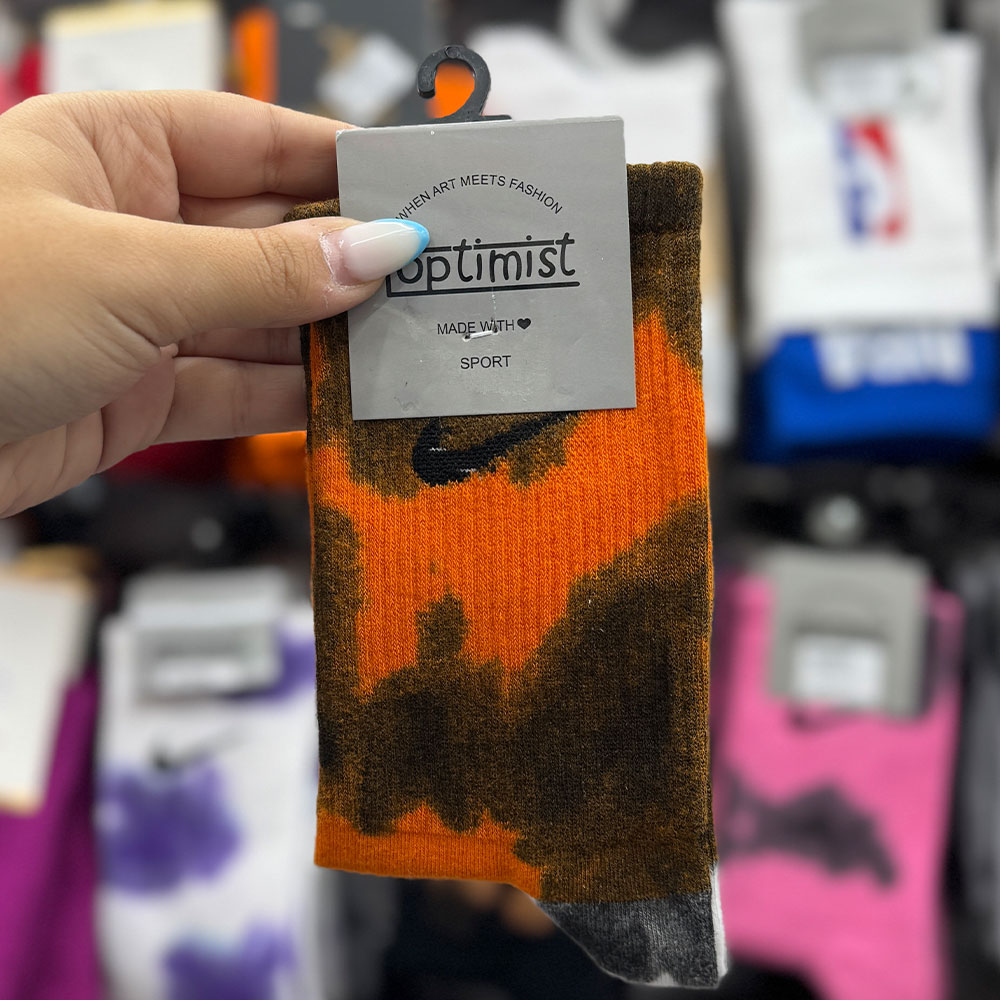 WHEN ART MEETS FASHION
optimist
MADE WITH ❤
SPORT